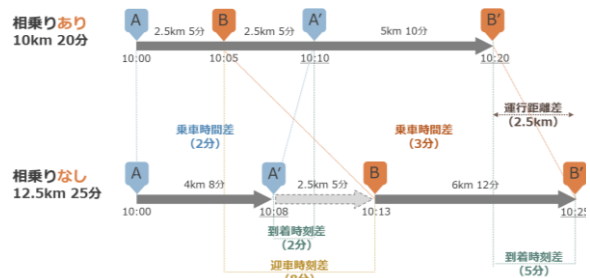 相乗りあり
10km 20分
A
B
A’
B’
2.5km 5分
2.5km 5分
5km 10分
10:00
10:05
10:10
10:20
乗車時間差
(2分)
乗車時間差
(3分)
運行距離差
(2.5km)
相乗りなし
12.5km 25分
A
A’
B
B’
4km 8分
2.5km 5分
6km 12分
10:00
10:08
10:13
10:25
到着時刻差
(2分)
迎車時刻差
到着時刻差
(5分)